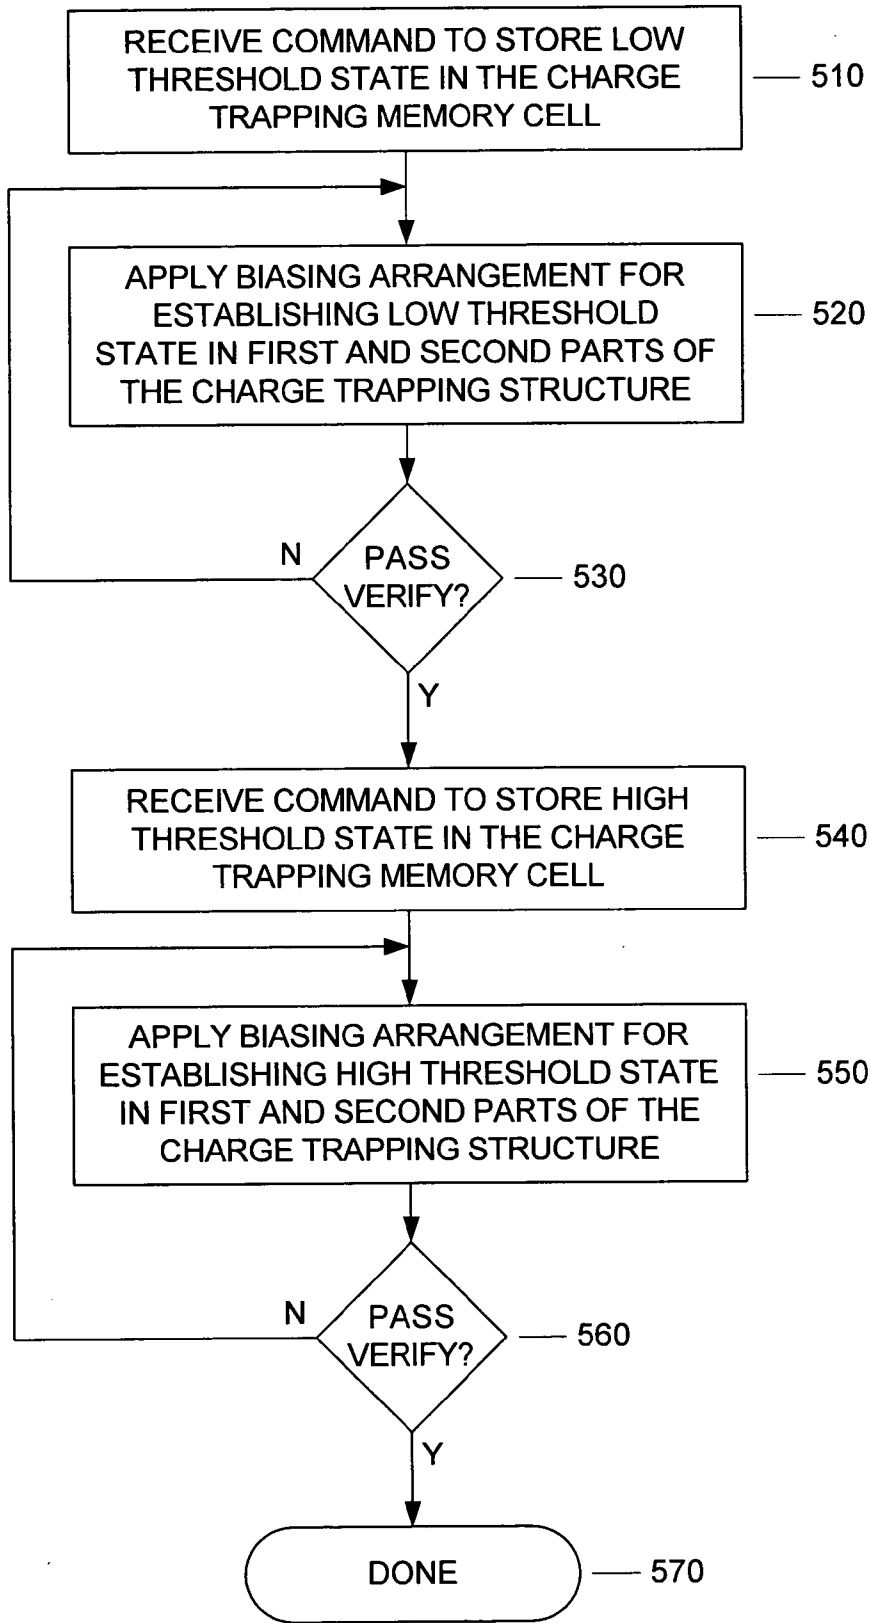 RECEIVE COMMAND TO STORE LOW
THRESHOLD STATE IN THE CHARGE
TRAPPING MEMORY CELL
510
APPLY BIASING ARRANGEMENT FOR
ESTABLISHING LOW THRESHOLD
STATE IN FIRST AND SECOND PARTS OF
THE CHARGE TRAPPING STRUCTURE
520
N
PASS
VERIFY?
530
Y
RECEIVE COMMAND TO STORE HIGH
THRESHOLD STATE IN THE CHARGE
TRAPPING MEMORY CELL
540
APPLY BIASING ARRANGEMENT FOR
ESTABLISHING HIGH THRESHOLD STATE
IN FIRST AND SECOND PARTS OF THE
CHARGE TRAPPING STRUCTURE
550
N
PASS
VERIFY?
560
Y
DONE
570